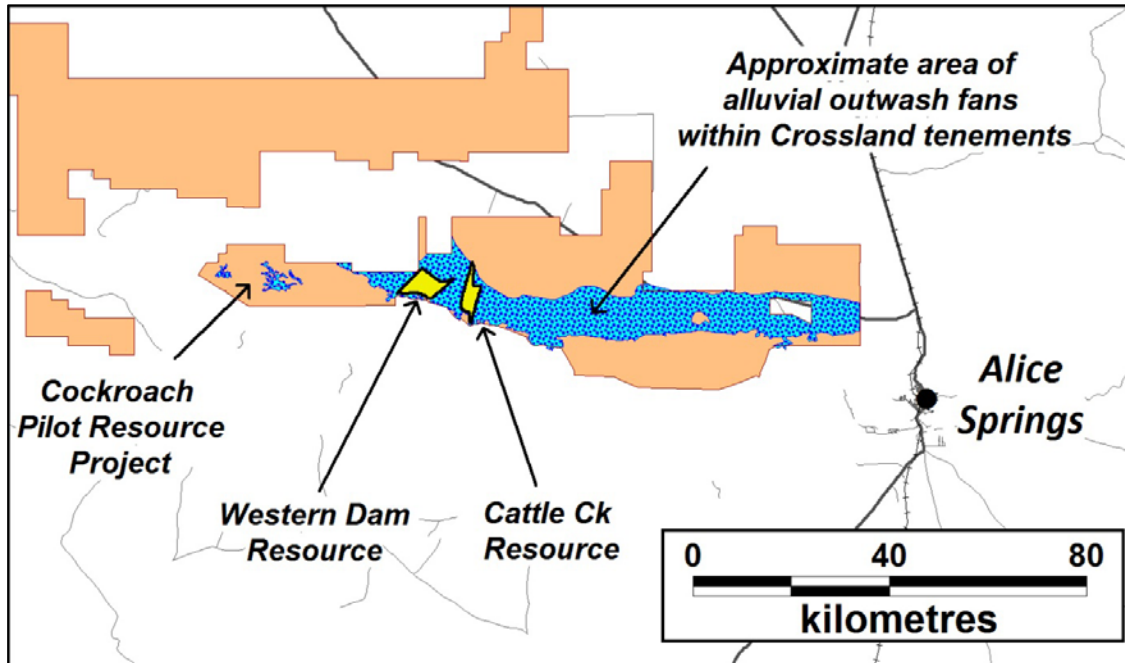 Approximate area of
alluvial outwash fans
within Crossland tenements
Cockroach
Pilot Resource
Project
Western Dam
Resource
Cattle Ck
Resource
Alice
Springs
0 40 80
kilometres